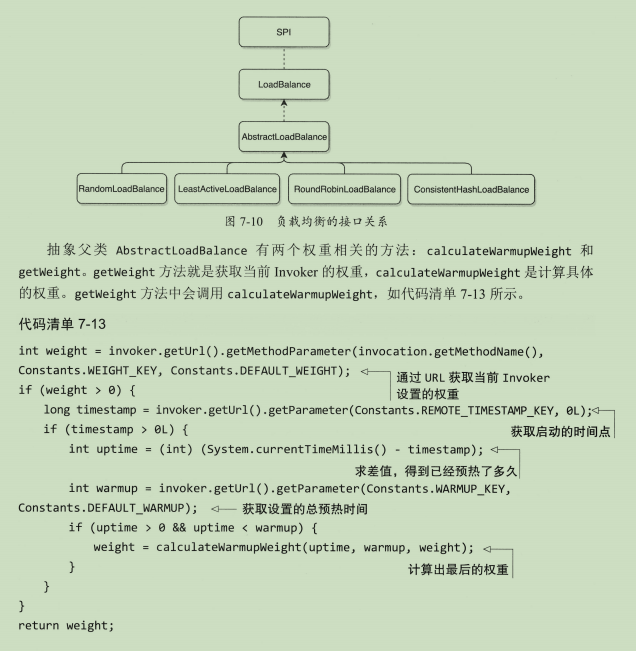 SPI
LoadBalance
AbstractLoadBalance
RandomLoadBalance LeastActiveLoadBalance RoundRobinLoadBalance ConsistentHashLoadBalance
图 7-10 负载均衡的接口关系
抽象父类 AbstractLoadBalance 有两个权重相关的方法：calculateWarmupWeight 和
getWeight。getWeight 方法就是获取当前 Invoker 的权重，calculateWarmupWeight 是计算具体
的权重。getWeight 方法中会调用 calculateWarmupWeight，如代码清单 7-13 所示。
代码清单 7-13
int weight = invoker.getUrl().getMethodParameter(invocation.getMethodName(),
Constants.WEIGHT_KEY, Constants.DEFAULT_WEIGHT);
通过 URL 获取当前 Invoker
设置的权重
if (weight > 0) {
long timestamp = invoker.getUrl().getParameter(Constants.REMOTE_TIMESTAMP_KEY, 0L);
if (timestamp > 0L) {
获取启动的时间点
int uptime = (int) (System.currentTimeMillis() - timestamp);
求差值，得到已经预热了多久
int warmup = invoker.getUrl().getParameter(Constants.WARMUP_KEY,
Constants.DEFAULT_WARMUP); 获取设置的总预热时间
if (uptime > 0 && uptime < warmup) {
weight = calculateWarmupWeight(uptime, warmup, weight);
}
计算出最后的权重
}
}
return weight;